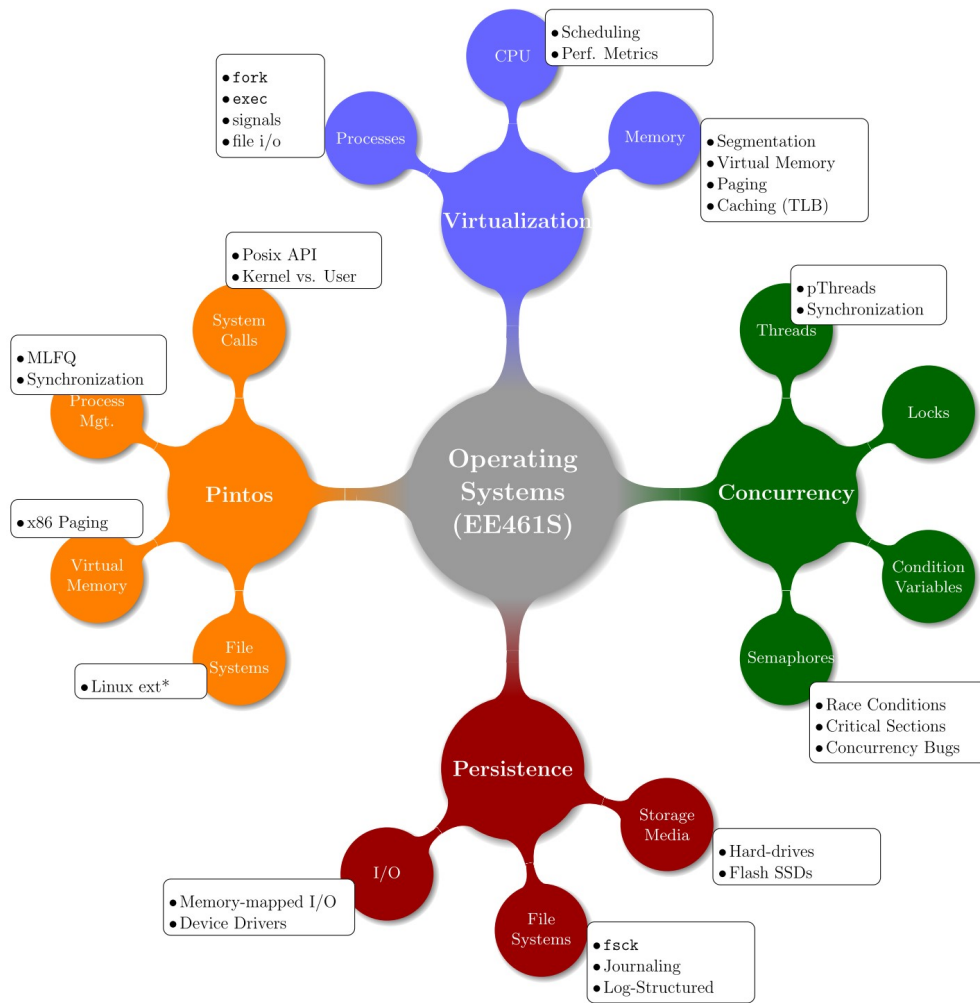 CPU
• Scheduling
• Perf. Metrics
• fork
• exec
• signals
• file i/o
Processes
Memory
• Segmentation
• Virtual Memory
• Paging
• Caching (TLB)
Virtualization
• Posix API
• Kernel vs. User
System
Calls
• MLFQ
• Synchronization
Process
Mgt.
Pintos
• x86 Paging
Virtual
Memory
File
Systems
• Linux ext*
Operating
Systems
(EE461S)
• pThreads
• Synchronization
Threads
Locks
Concurrency
Condition
Variables
Semaphores
• Race Conditions
• Critical Sections
• Concurrency Bugs
Persistence
Storage
Media
• Hard-drives
• Flash SSDs
I/O
• Memory-mapped I/O
• Device Drivers
File
Systems
• fsck
• Journaling
• Log-Structured